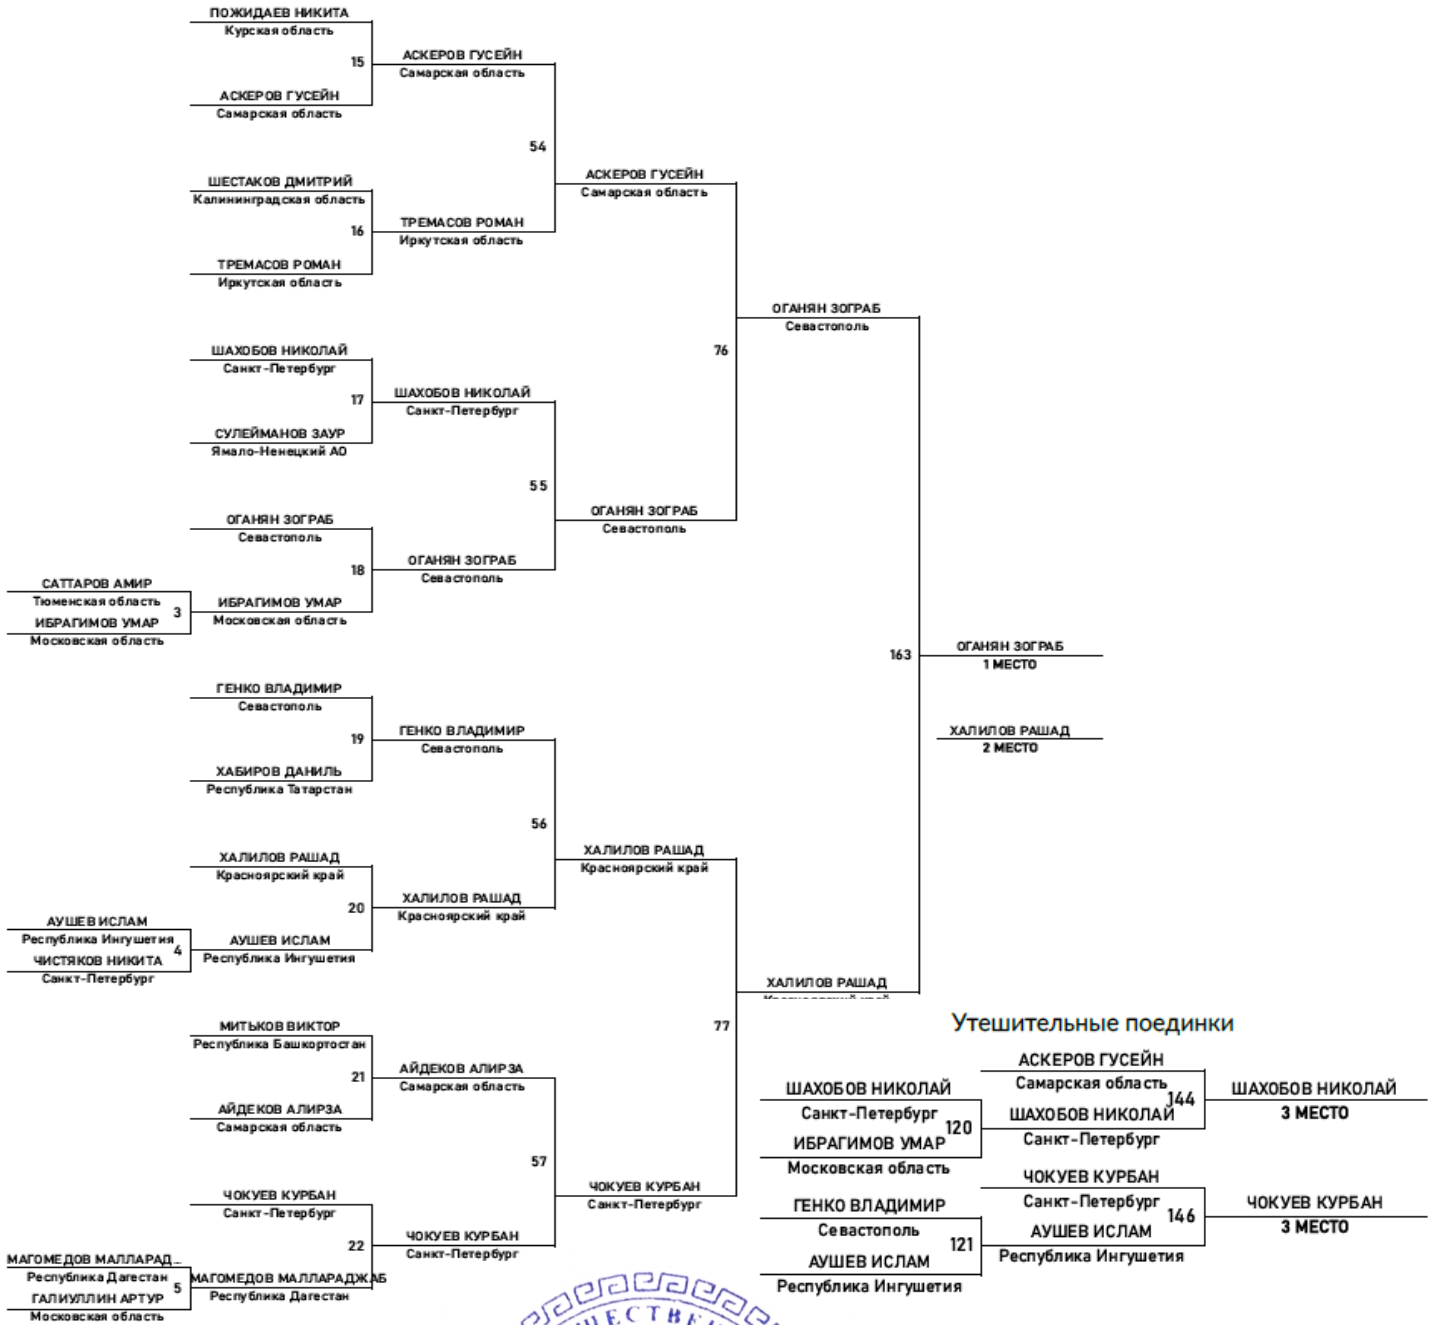 ПОЖИДАЕВ НИКИТА
Курская область
15
АСКЕРОВ ГУСЕЙН
Самарская область
АСКЕРОВ ГУСЕЙН
Самарская область
54
ШЕСТАКОВ ДМИТРИЙ
Калининградская область
16
ТРЕМАСОВ РОМАН
Иркутская область
ТРЕМАСОВ РОМАН
Иркутская область
АСКЕРОВ ГУСЕЙН
Самарская область
76
ШАХОБОВ НИКОЛАЙ
Санкт-Петербург
17
СУЛЕЙМАНОВ ЗАУР
Ямало-Ненецкий АО
ШАХОБОВ НИКОЛАЙ
Санкт-Петербург
55
ОГАНЯН ЗОГРАБ
Севастополь
18
САТТАРОВ АМИР
Тюменская область
3
ИБРАГИМОВ УМАР
Московская область
ИБРАГИМОВ УМАР
Московская область
ОГАНЯН ЗОГРАБ
Севастополь
ОГАНЯН ЗОГРАБ
Севастополь
ОГАНЯН ЗОГРАБ
Севастополь
163
ОГАНЯН ЗОГРАБ
1 МЕСТО
ХАЛИЛОВ РАШАД
2 МЕСТО
ГЕНКО ВЛАДИМИР
Севастополь
19
ХАБИРОВ ДАНИЛЬ
Республика Татарстан
ГЕНКО ВЛАДИМИР
Севастополь
56
ХАЛИЛОВ РАШАД
Красноярский край
20
АУШЕВ ИСЛАМ
Республика Ингушетия
4
ЧИСТЯКОВ НИКИТА
Санкт-Петербург
АУШЕВ ИСЛАМ
Республика Ингушетия
ХАЛИЛОВ РАШАД
Красноярский край
ХАЛИЛОВ РАШАД
Красноярский край
77
ХАЛИЛОВ РАШАД
МИТЬКОВ ВИКТОР
Республика Башкортостан
21
АЙДЕКОВ АЛИРЗА
Самарская область
АЙДЕКОВ АЛИРЗА
Самарская область
57
ЧОКУЕВ КУРБАН
Санкт-Петербург
22
МАГОМЕДОВ МАЛЛАРАД...
Республика Дагестан
5
ГАЛИУЛЛИН АРТУР
Московская область
МАГОМЕДОВ МАЛЛАРАДЖАБ
Республика Дагестан
ЧОКУЕВ КУРБАН
Санкт-Петербург
ЧОКУЕВ КУРБАН
Санкт-Петербург
Утешительные поединки
ШАХОБОВ НИКОЛАЙ
Санкт-Петербург
120
ИБРАГИМОВ УМАР
Московская область
АСКЕРОВ ГУСЕЙН
Самарская область
144
ШАХОБОВ НИКОЛАЙ
Санкт-Петербург
ШАХОБОВ НИКОЛАЙ
3 МЕСТО
ГЕНКО ВЛАДИМИР
Севастополь
121
АУШЕВ ИСЛАМ
Республика Ингушетия
ЧОКУЕВ КУРБАН
Санкт-Петербург
146
АУШЕВ ИСЛАМ
Республика Ингушетия
ЧОКУЕВ КУРБАН
3 МЕСТО